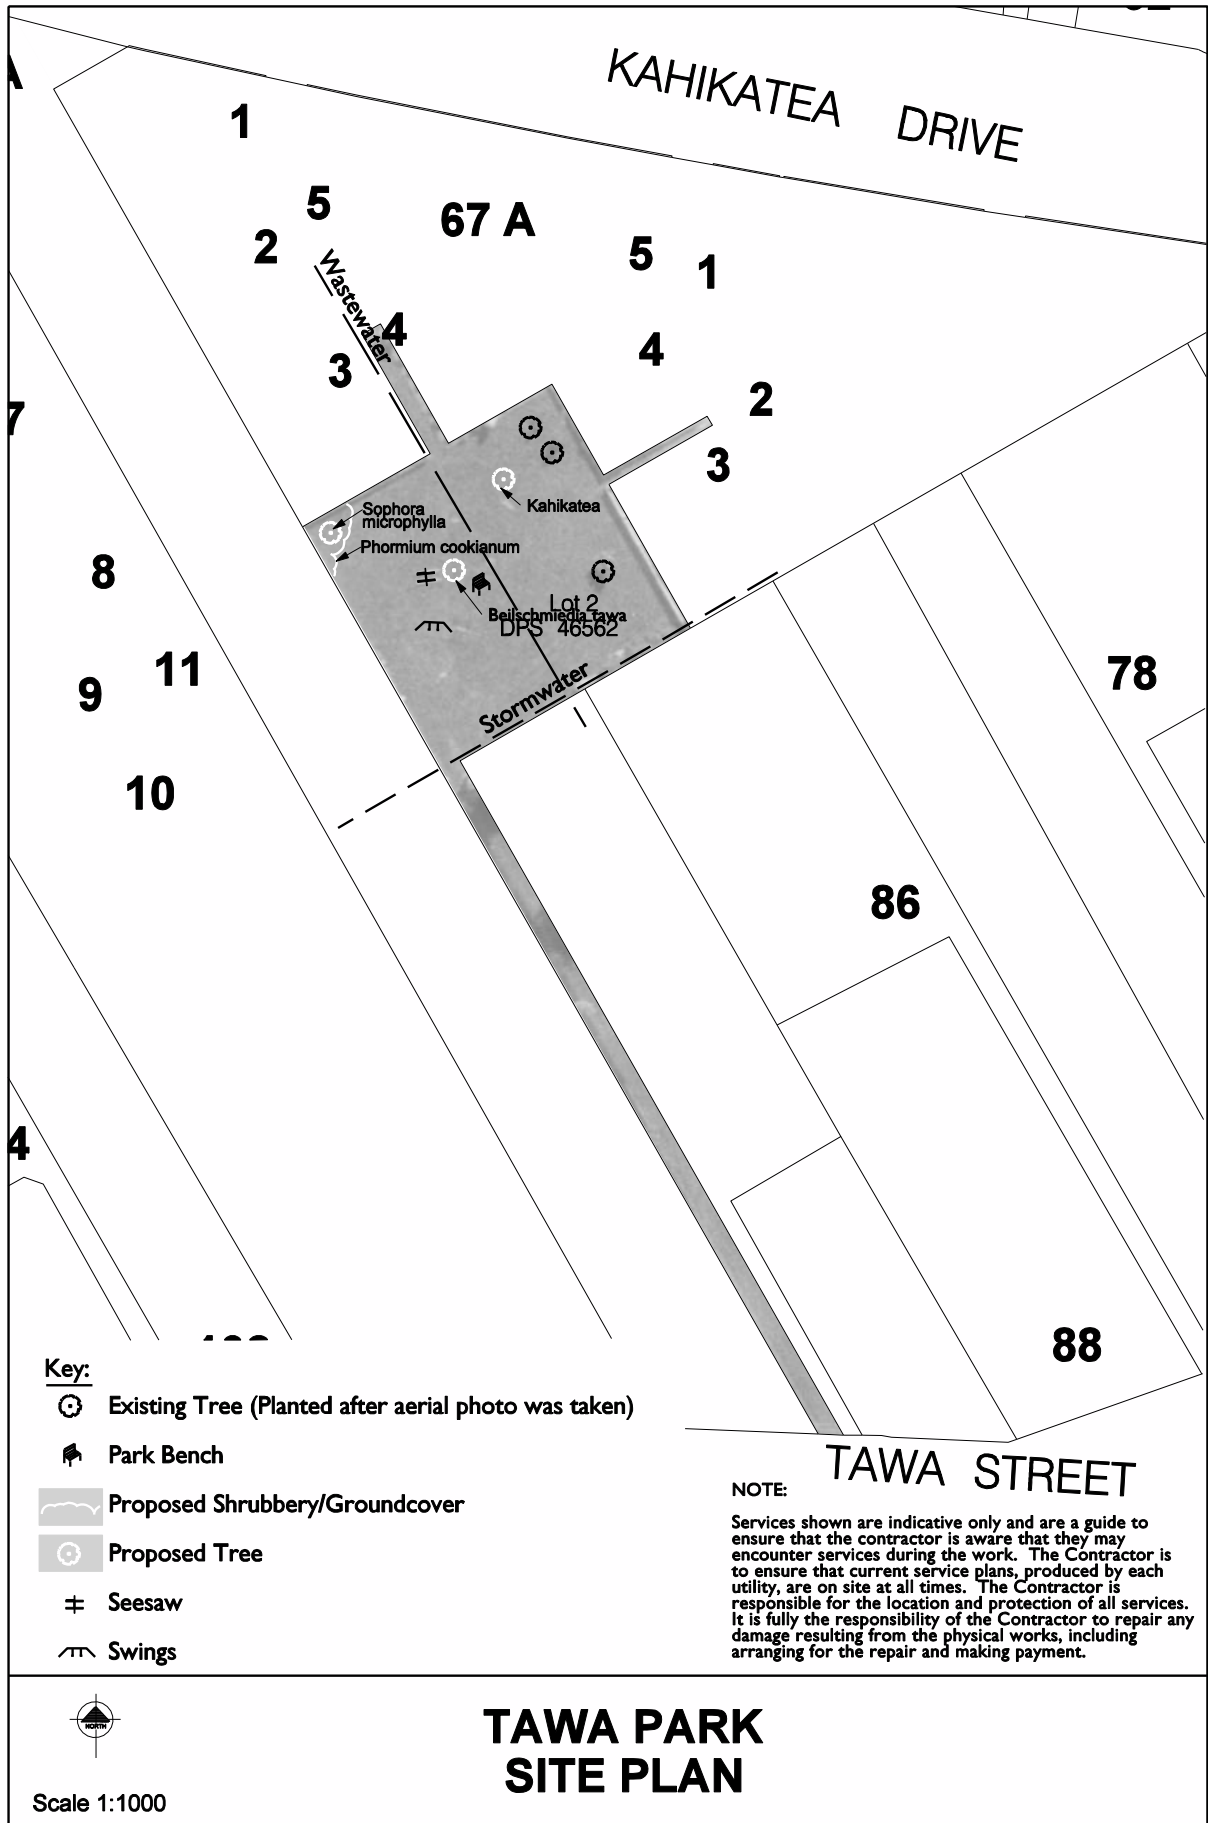 KAHIKATEA DRIVE
1
5
67 A
2
5
1
Wastewater
4
3
4
2
7
3
Kahikatea
Sophora
microphylla
Phormium cookianum
8
Lot 2
Beilschmiedia tawa
DPS 46562
11
9
78
Stormwater
10
86
4
88
Key:
Existing Tree (Planted after aerial photo was taken)
Park Bench
Proposed Shrubbery/Groundcover
Proposed Tree
Seesaw
Swings
TAWA STREET
NOTE:
Services shown are indicative only and are a guide to
ensure that the contractor is aware that they may
encounter services during the work. The Contractor is
to ensure that current service plans, produced by each
utility, are on site at all times. The Contractor is
responsible for the location and protection of all services.
It is fully the responsibility of the Contractor to repair any
damage resulting from the physical works, including
arranging for the repair and making payment.
NORTH
TAWA PARK
SITE PLAN
Scale 1:1000